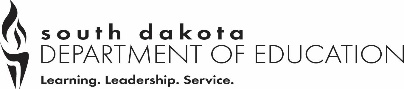 south dakota
DEPARTMENT OF EDUCATION
Learning. Leadership. Service.